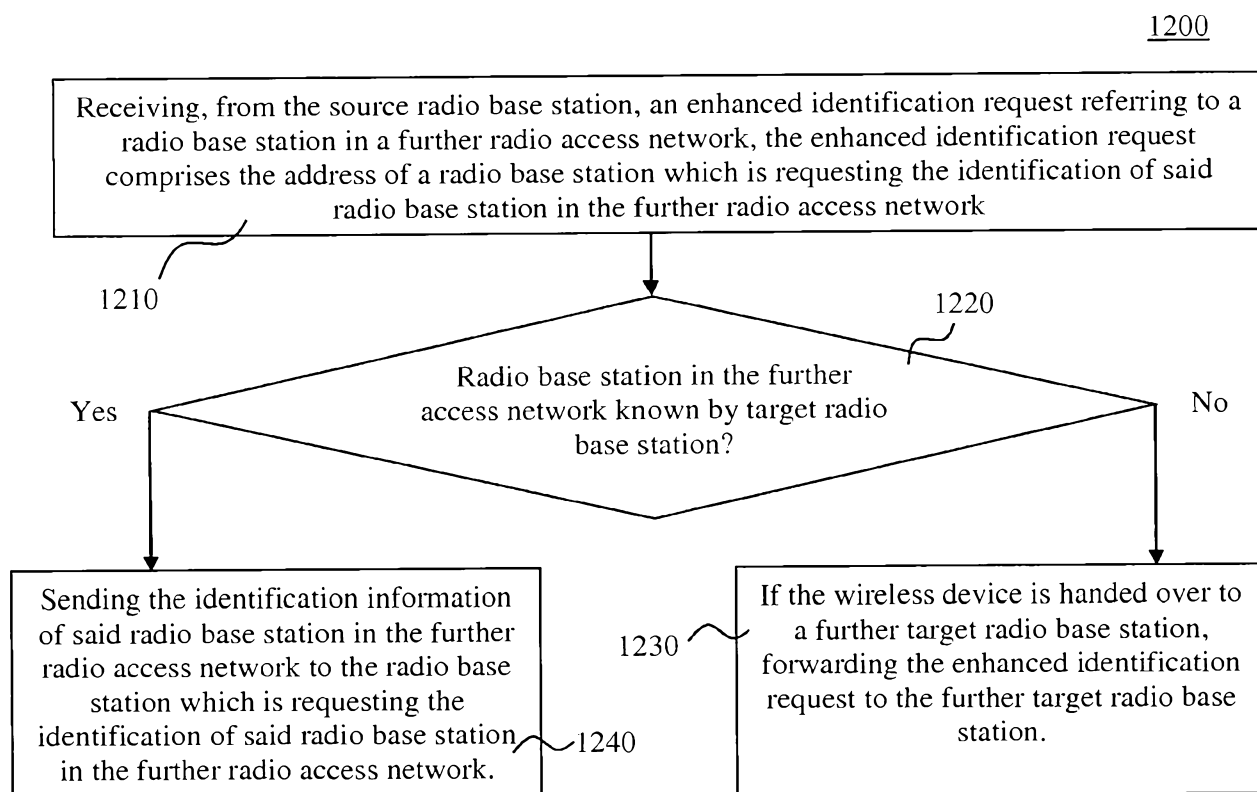 1200
Receiving, from the source radio base station, an enhanced identification request referring to a
radio base station in a further radio access network, the enhanced identification request
comprises the address of a radio base station which is requesting the identification of said
radio base station in the further radio access network
1210
1220
Radio base station in the further
access network known by target radio
base station?
Yes
No
Sending the identification information
of said radio base station in the further
radio access network to the radio base
station which is requesting the
identification of said radio base station
in the further radio access network.
1240
1230
If the wireless device is handed over to
a further target radio base station,
forwarding the enhanced identification
request to the further target radio base
station.